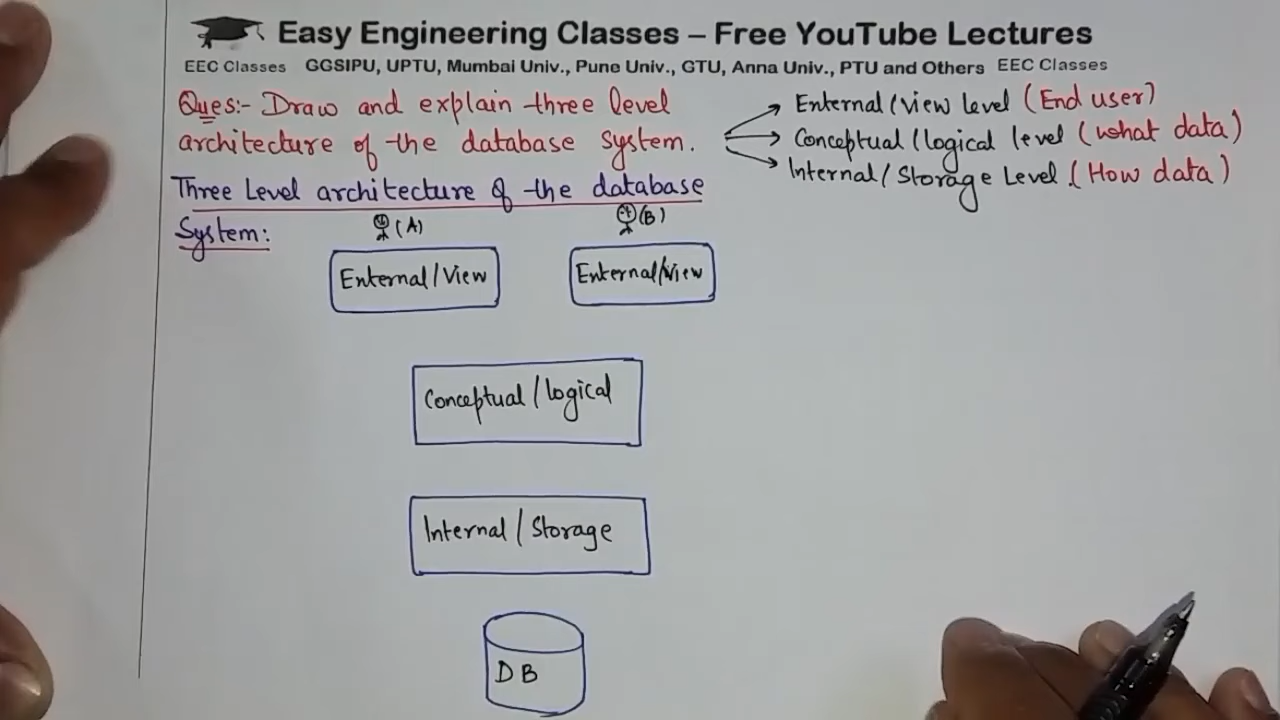 Easy Engineering Classes – Free YouTube Lectures
EEC Classes GGSIPU, UPTU, Mumbai Univ., Pune Univ., GTU, Anna Univ., PTU and Others EEC Classes
Ques:- Draw and explain three level
architecture of the database system.
External/View Level (End user)
Conceptual/logical level (what data)
Internal/Storage Level (How data)
Three Level architecture of the database
System:
(A)
(B)
External/View
External/View
Conceptual/logical
Internal/Storage
DB